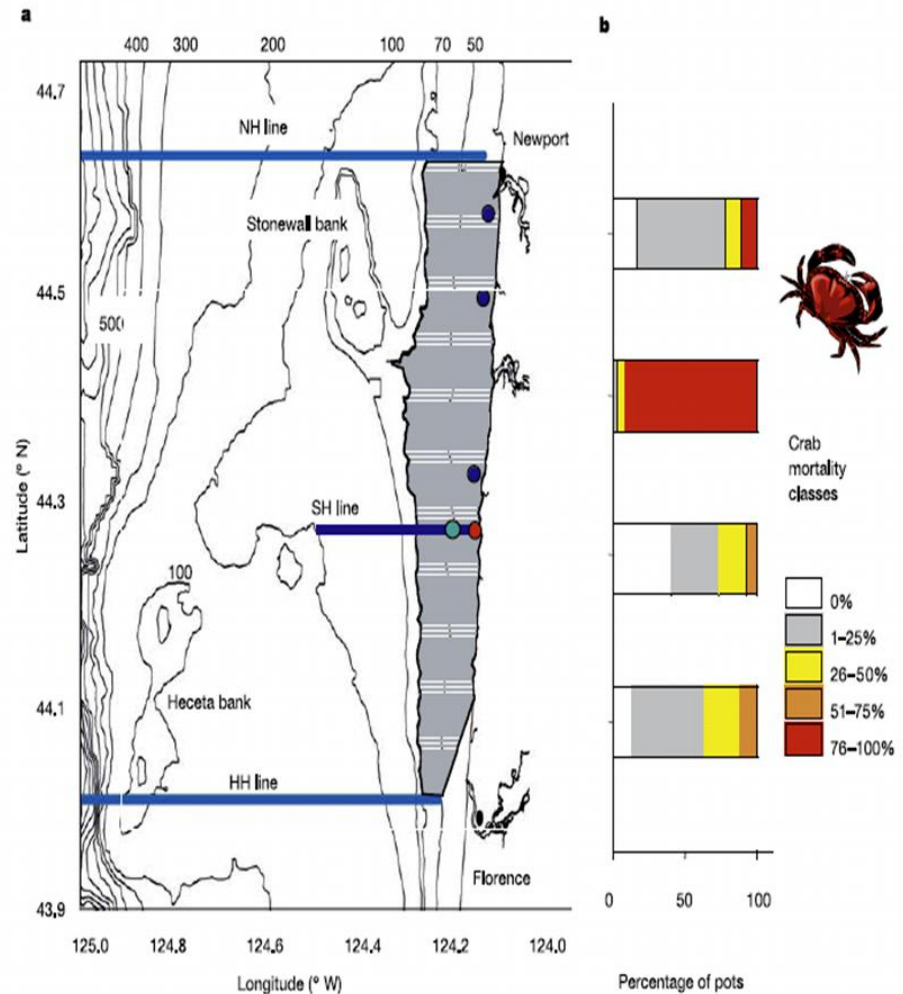 a
b
400 300 200 100 70 50
44.7
NH line
Newport
Stonewall bank
44.5
500
Crab
mortality
classes
44.3
SH line
100
0%
1–25%
26–50%
51–75%
76–100%
44.1
Heceta bank
HH line
Florence
43.9
Latitude (° N)
125.0 124.8 124.6 124.4 124.2 124.0
Longitude (° W)
0 50 100
Percentage of pots